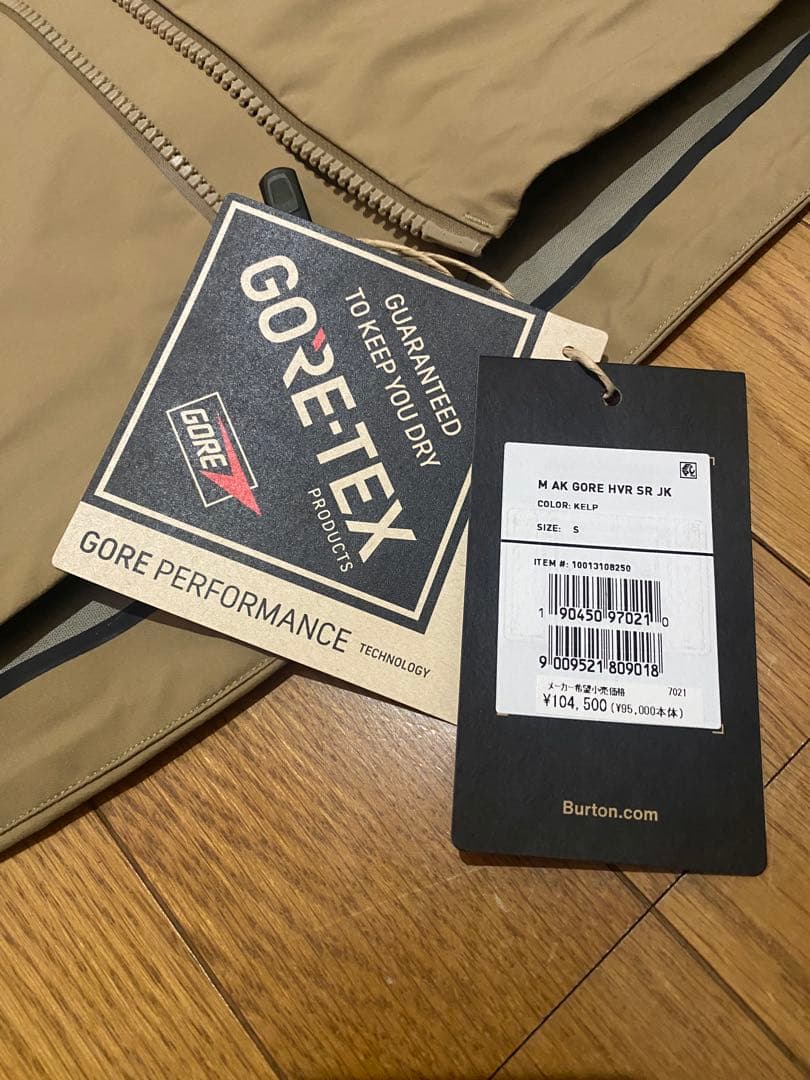 GUARANTEED
TO KEEP YOU DRY
GORE-TEX
PRODUCTS
GORE
GORE PERFORMANCE TECHNOLOGY
M AK GORE HVR SR JK
COLOR: KELP
SIZE: S
ITEM #: 10013108250
1 90450 97021 0
9 009521 809018
メーカー希望小売価格 7021
¥104,500(¥95,000本体)
Burton.com